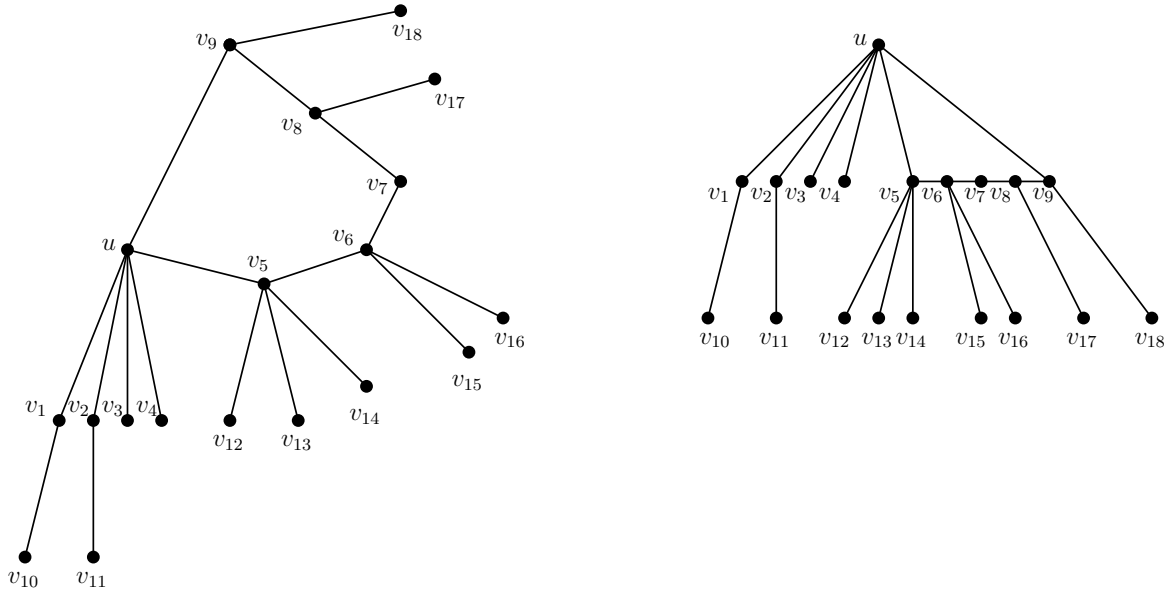 v₁₈
v₉
u
v₁₇
v₈
v₇
v₁ v₂ v₃ v₄ v₅ v₆ v₇ v₈ v₉
u
v₆
v₅
v₁₆
v₁₀ v₁₁ v₁₂ v₁₃ v₁₄ v₁₅ v₁₆ v₁₇ v₁₈
v₁₅
v₁ v₂ v₃ v₄
v₁₄
v₁₂ v₁₃
v₁₀ v₁₁